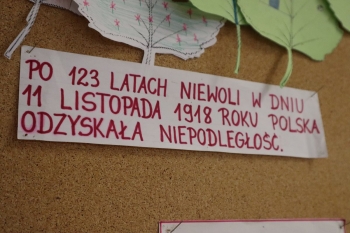 PO 123 LATACH NIEWOLI W DNIU
11 LISTOPADA 1918 ROKU POLSKA
ODZYSKAŁA NIEPODLEGŁOŚĆ.